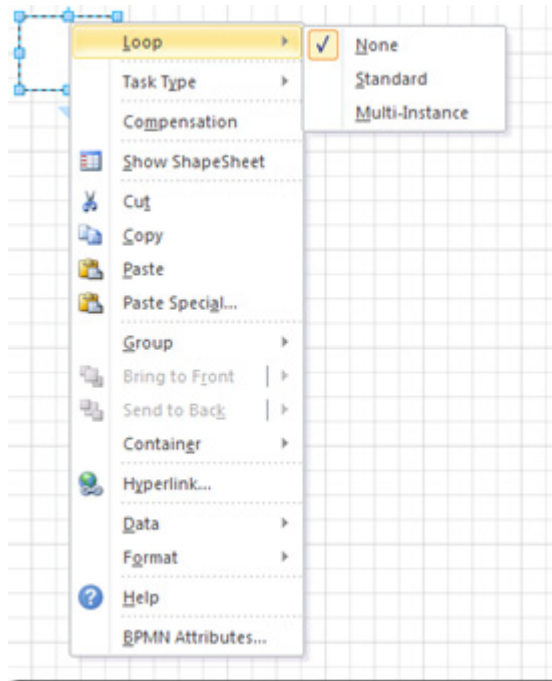 Loop
None
Standard
Multi-Instance
Task Type
Compensation
Show ShapeSheet
Cut
Copy
Paste
Paste Special...
Group
Bring to Front
Send to Back
Container
Hyperlink...
Data
Format
Help
BPMN Attributes...